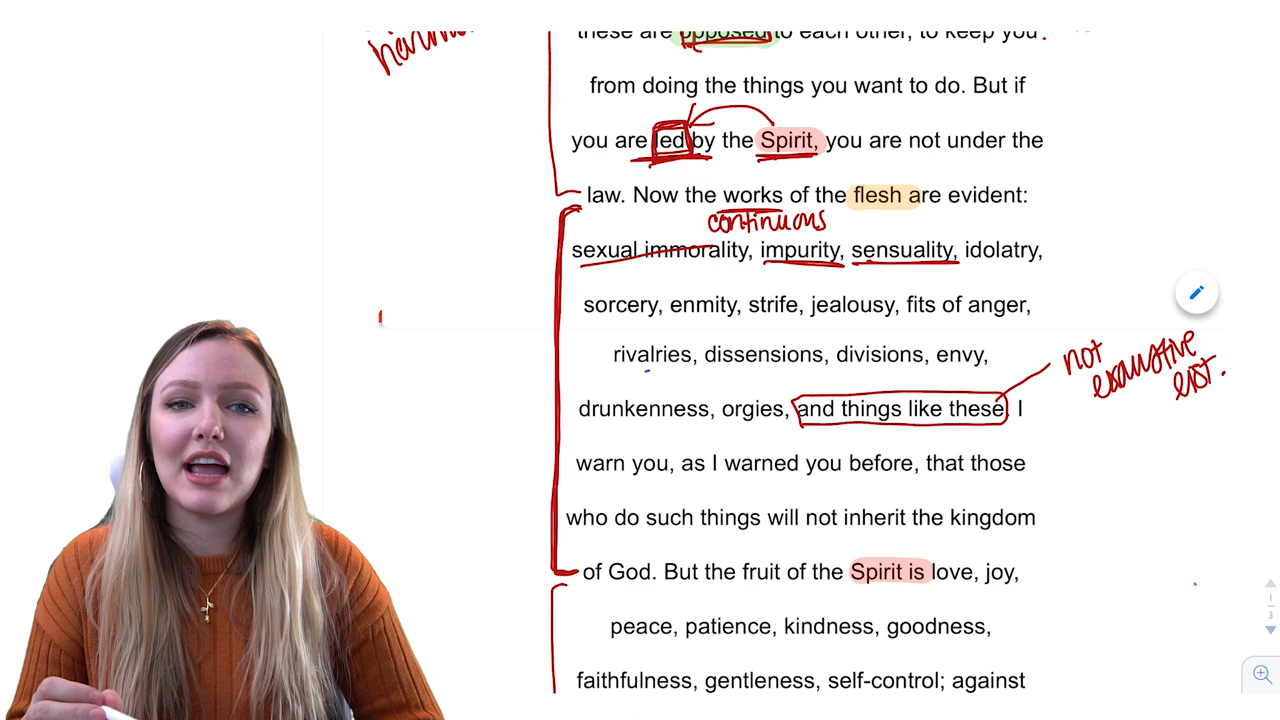 these are opposed to each other, to keep you
from doing the things you want to do. But if
you are led by the Spirit, you are not under the
law. Now the works of the flesh are evident:
continuous
sexual immorality, impurity, sensuality, idolatry,
sorcery, enmity, strife, jealousy, fits of anger,
rivalries, dissensions, divisions, envy,
not
exhaustive
list.
drunkenness, orgies, and things like these. I
warn you, as I warned you before, that those
who do such things will not inherit the kingdom
of God. But the fruit of the Spirit is love, joy,
peace, patience, kindness, goodness,
faithfulness, gentleness, self-control; against
1
3